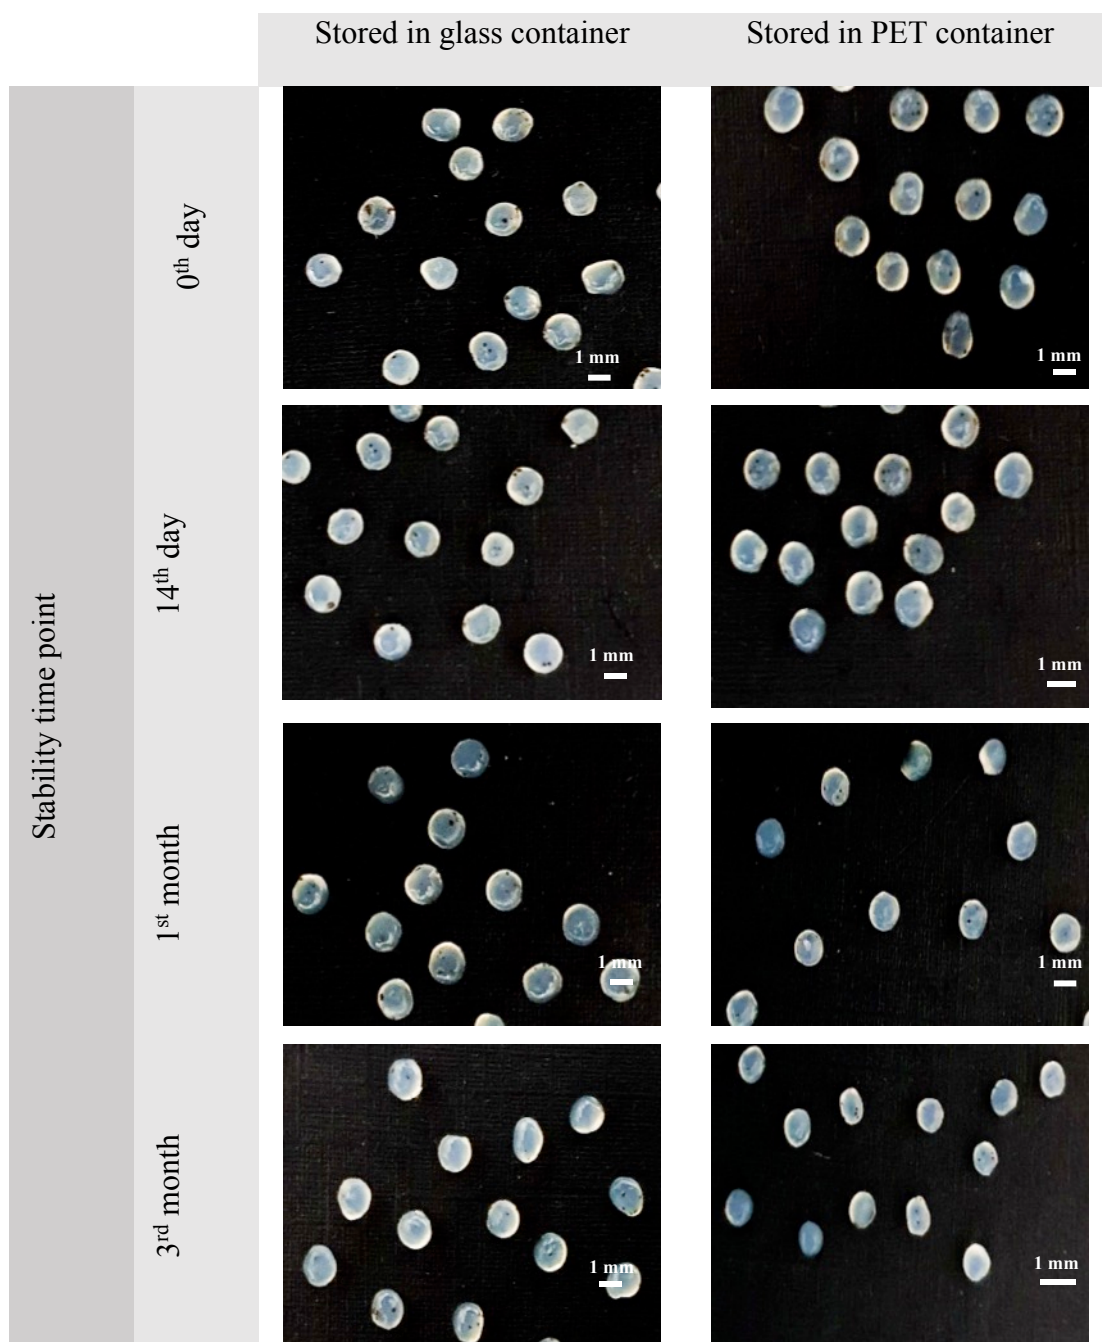 Stored in glass container
Stored in PET container
Stability time point
0th day
1 mm
1 mm
14th day
1 mm
1 mm
1st month
1 mm
1 mm
3rd month
1 mm
1 mm